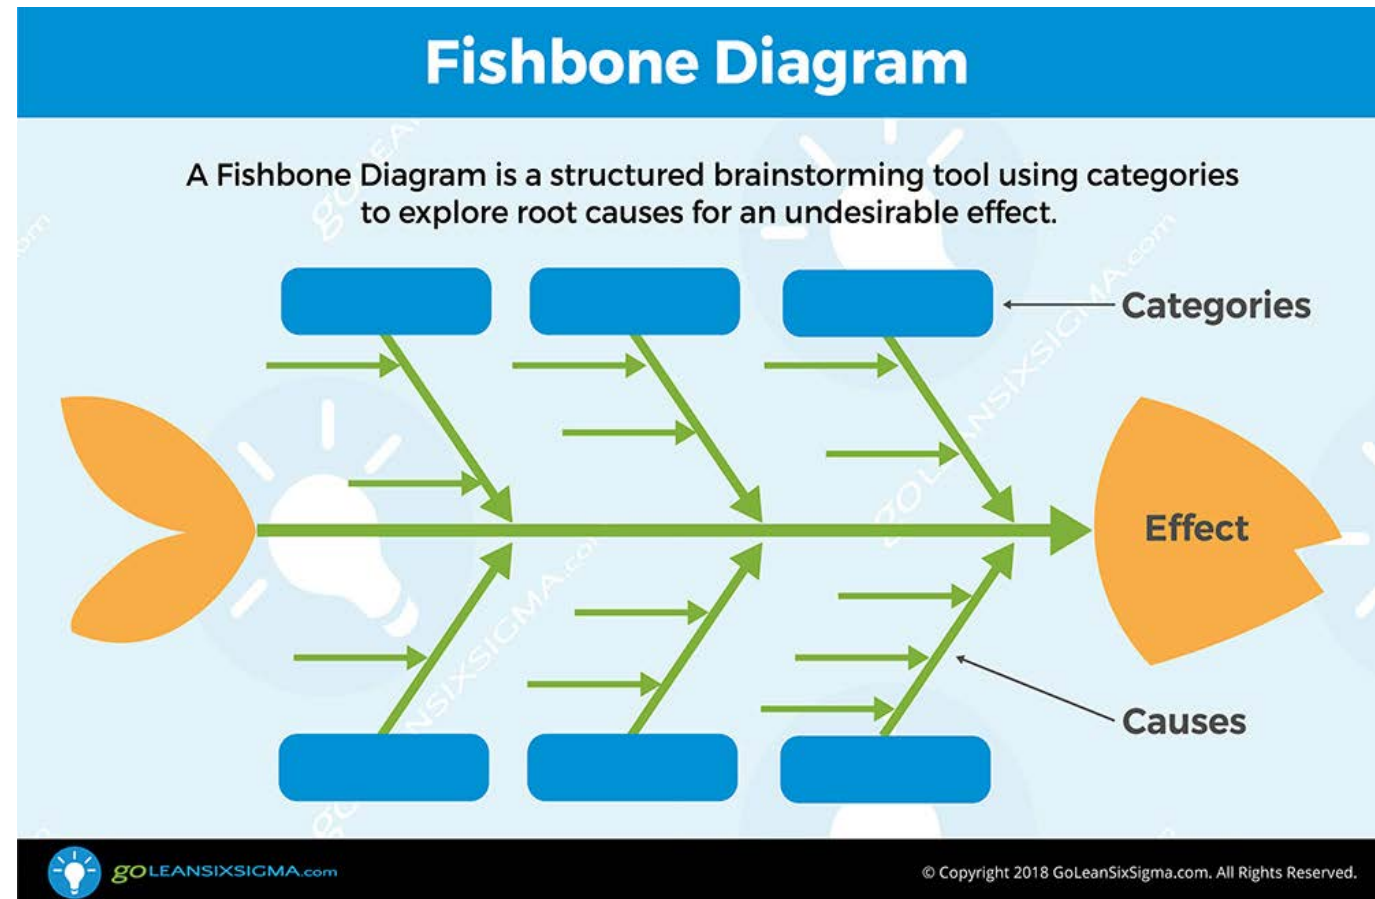 Fishbone Diagram
A Fishbone Diagram is a structured brainstorming tool using categories
to explore root causes for an undesirable effect.
Categories
Effect
Causes
goLEANSIXSIGMA.com
© Copyright 2018 GoLeanSixSigma.com. All Rights Reserved.